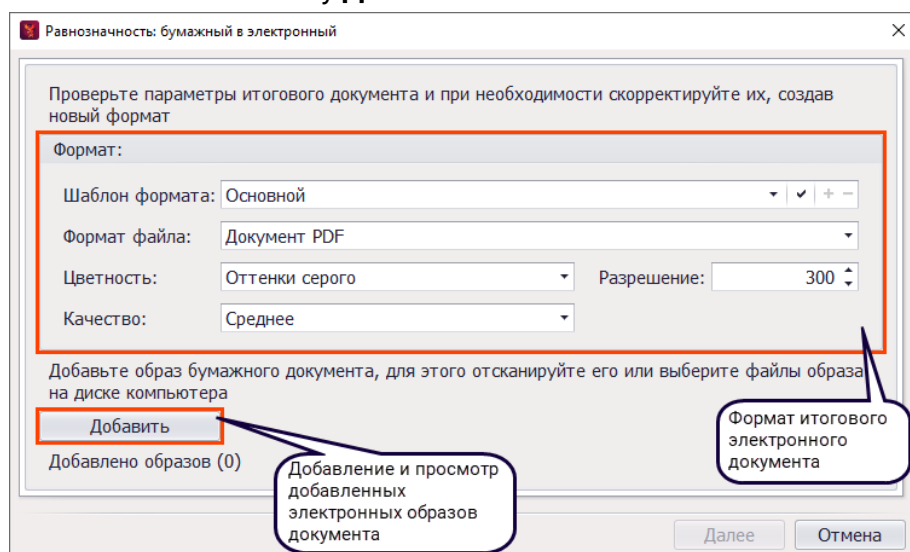 Равнозначность: бумажный в электронный
Проверьте параметры итогового документа и при необходимости скорректируйте их, создав
новый формат
Формат:
Шаблон формата: Основной
Формат файла: Документ PDF
Цветность: Оттенки серого Разрешение: 300
Качество: Среднее
Добавьте образ бумажного документа, для этого отсканируйте его или выберите файлы образа
на диске компьютера
Добавить
Добавлено образов (0)
Формат итогового
электронного
документа
Добавление и просмотр
добавленных
электронных образов
документа
Далее Отмена